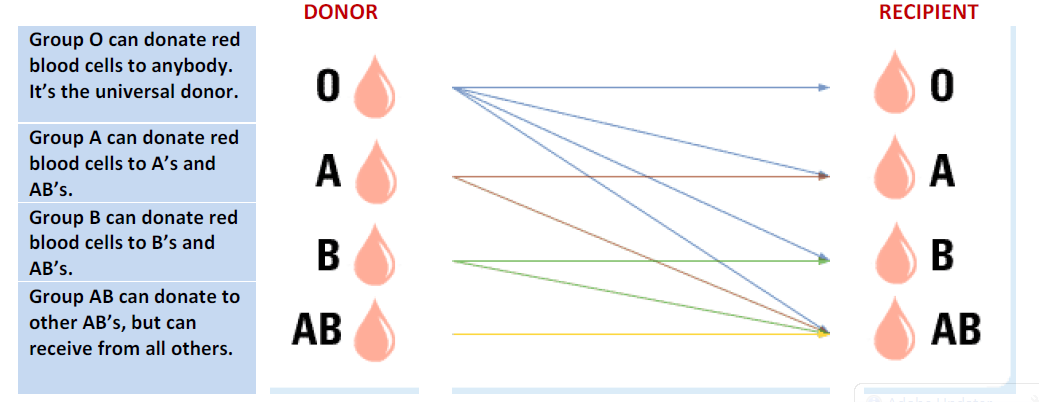 DONOR
RECIPIENT
Group O can donate red
blood cells to anybody.
It's the universal donor.
O
O
Group A can donate red
blood cells to A's and
AB's.
A
A
Group B can donate red
blood cells to B's and
AB's.
B
B
Group AB can donate to
other AB's, but can
receive from all others.
AB
AB